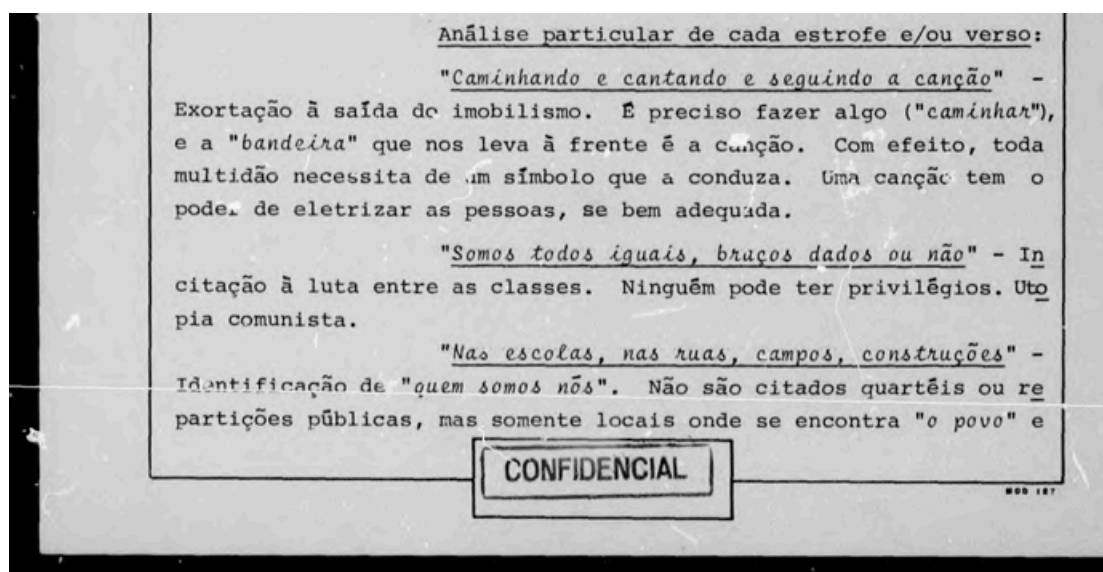 Análise particular de cada estrofe e/ou verso:
"Caminhando e cantando e seguindo a canção" -
Exortação à saída do imobilismo. É preciso fazer algo ("caminhar"),
e a "bandeira" que nos leva à frente é a canção. Com efeito, toda
multidão necessita de um símbolo que a conduza. Uma canção tem o
poder de eletrizar as pessoas, se bem adequada.
"Somos todos iguais, braços dados ou não" - In
citação à luta entre as classes. Ninguém pode ter privilégios. Uto
pia comunista.
"Nas escolas, nas ruas, campos, construções" -
Identificação de "quem somos nós". Não são citados quartéis ou re
partições públicas, mas somente locais onde se encontra "o povo" e
CONFIDENCIAL
MOD 127